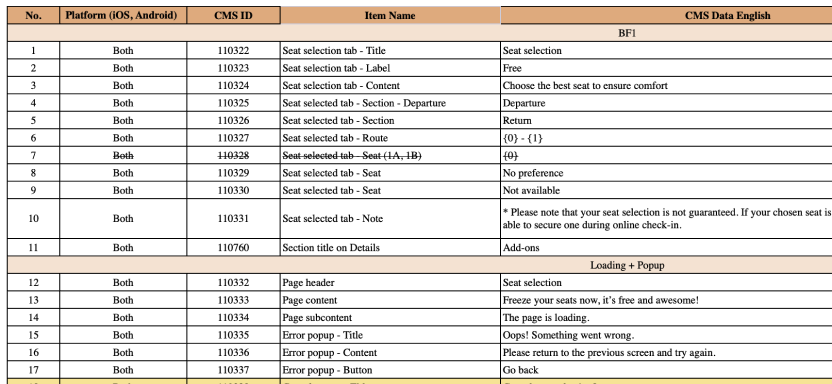 No. Platform (iOS, Android) CMS ID Item Name CMS Data English
BF1
1 Both 110322 Seat selection tab - Title Seat selection
2 Both 110323 Seat selection tab - Label Free
3 Both 110324 Seat selection tab - Content Choose the best seat to ensure comfort
4 Both 110325 Seat selected tab - Section - Departure Departure
5 Both 110326 Seat selected tab - Section Return
6 Both 110327 Seat selected tab - Route {0} - {1}
7 Both 110328 Seat selected tab - Seat (1A, 1B) {0}
8 Both 110329 Seat selected tab - Seat No preference
9 Both 110330 Seat selected tab - Seat Not available
10 Both 110331 Seat selected tab - Note * Please note that your seat selection is not guaranteed. If your chosen seat is
able to secure one during online check-in.
11 Both 110760 Section title on Details Add-ons
Loading + Popup
12 Both 110332 Page header Seat selection
13 Both 110333 Page content Freeze your seats now, it's free and awesome!
14 Both 110334 Page subcontent The page is loading.
15 Both 110335 Error popup - Title Oops! Something went wrong.
16 Both 110336 Error popup - Content Please return to the previous screen and try again.
17 Both 110337 Error popup - Button Go back